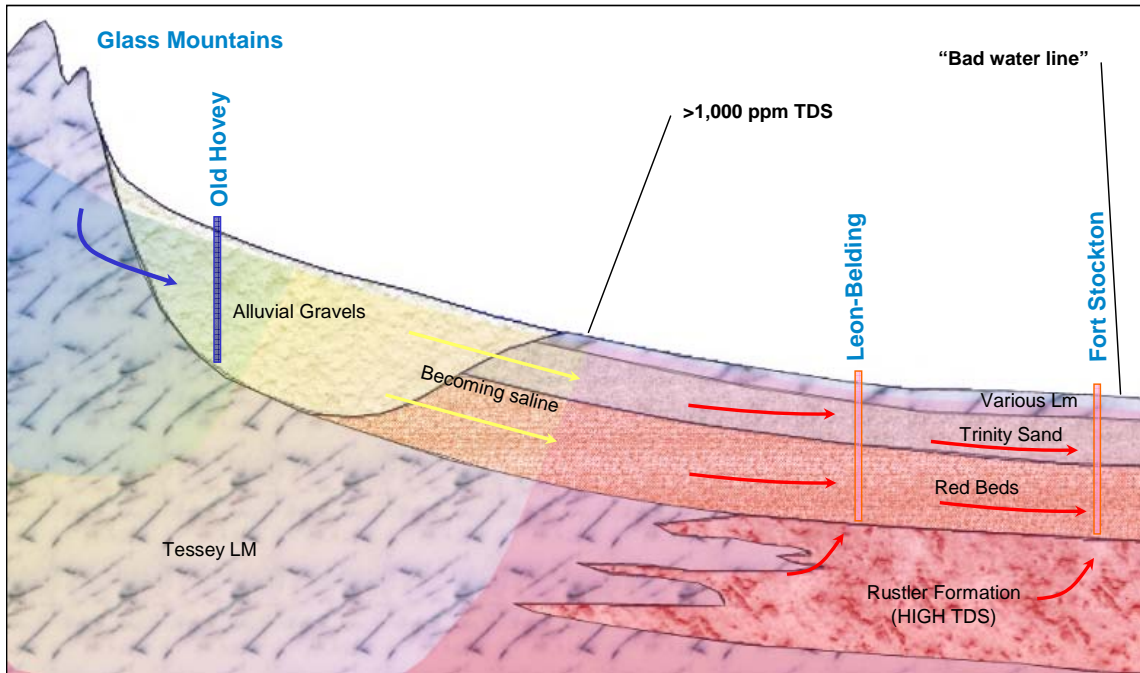 Glass Mountains
"Bad water line"
>1,000 ppm TDS
Old Hovey
Leon-Belding
Fort Stockton
Alluvial Gravels
Becoming saline
Various Lm
Trinity Sand
Red Beds
Tessey LM
Rustler Formation
(HIGH TDS)